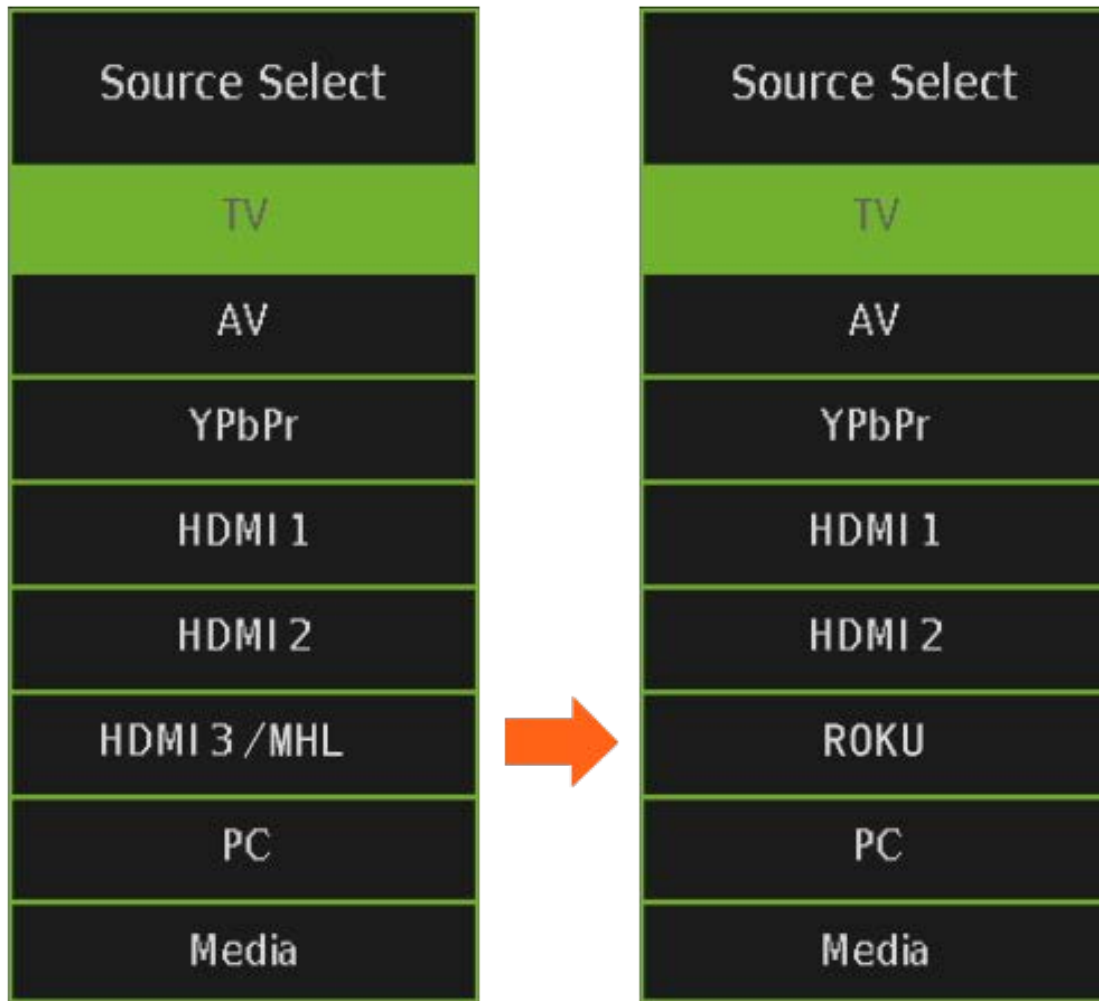 Source Select
TV
AV
YPbPr
HDMI 1
HDMI 2
HDMI 3 /MHL
PC
Media
Source Select
TV
AV
YPbPr
HDMI 1
HDMI 2
ROKU
PC
Media